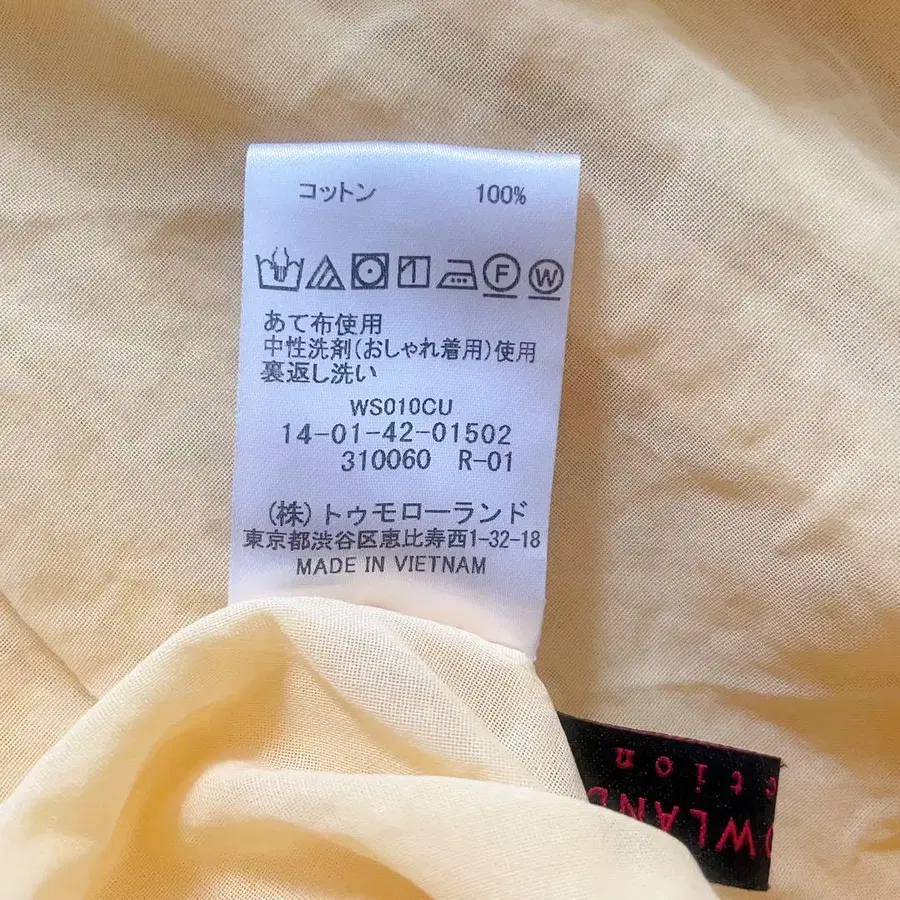 コットン 100%
F W
あて布使用
中性洗剤(おしゃれ着用)使用
裏返し洗い
WS010CU
14-01-42-01502
310060 R-01
(株)トゥモローランド
東京都渋谷区恵比寿西1-32-18
MADE IN VIETNAM
OWLAND
ction